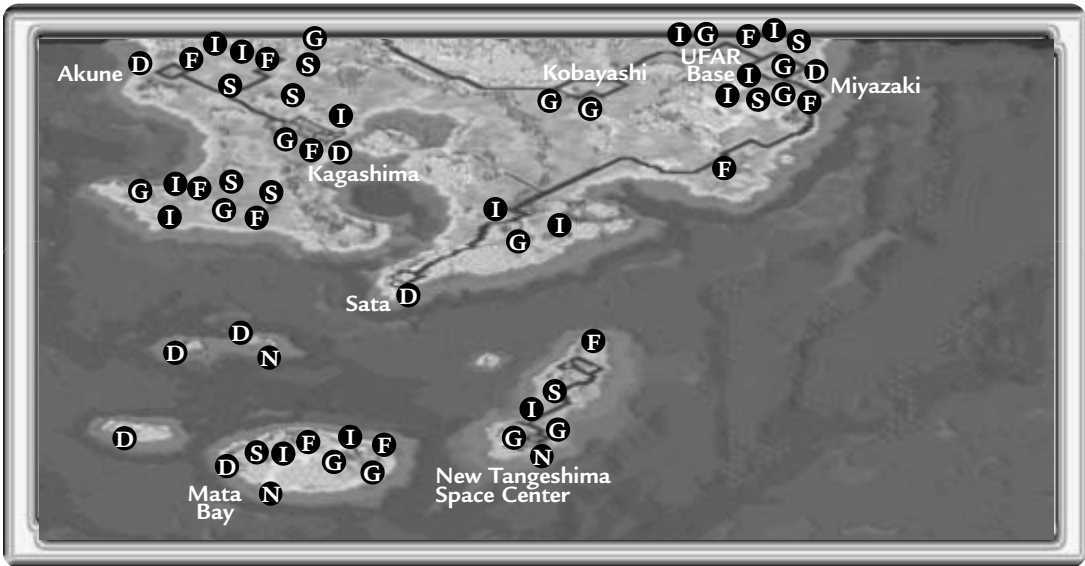 I G F I S
G
I I
F F
UFAR
D S G D
Akune
Kobayashi
Base I
S
Miyazaki
S G G I S G F
I
G F D
Kagashima
F
G I F S S
I G F
I I
G
Sata D
D F
D N
S
I
D S I F I F G G
D G G
N
Mata
Bay
N
New Tangeshima
Space Center